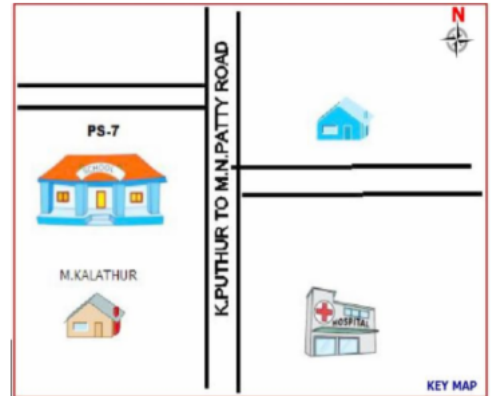 N
K.PUTHUR TO M.N.PATTY ROAD
PS-7
SCHOOL
M.KALATHUR
HOSPITAL
KEY MAP